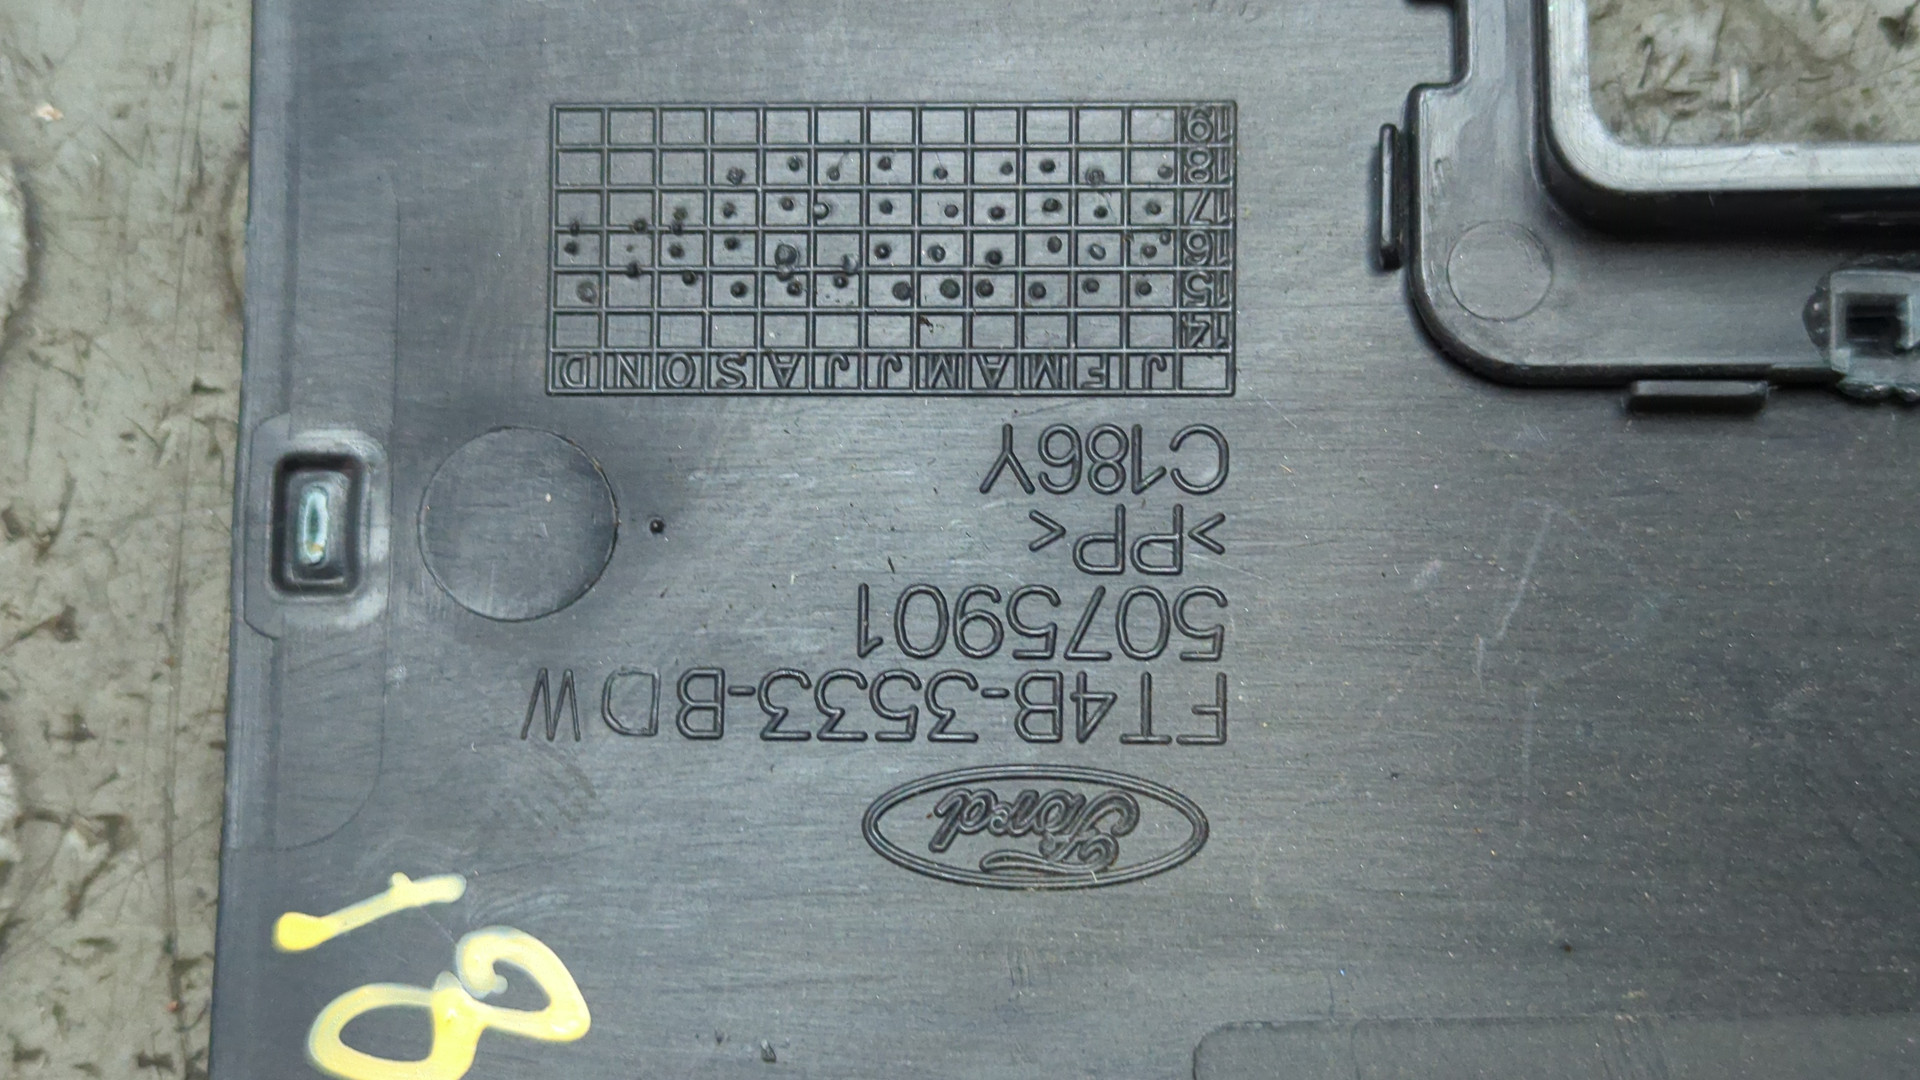 Ford
FT4B-3533-BDW
5075901
>PP<
C186Y
J F M A M J J A S O N D
14
15
16
17
18
19